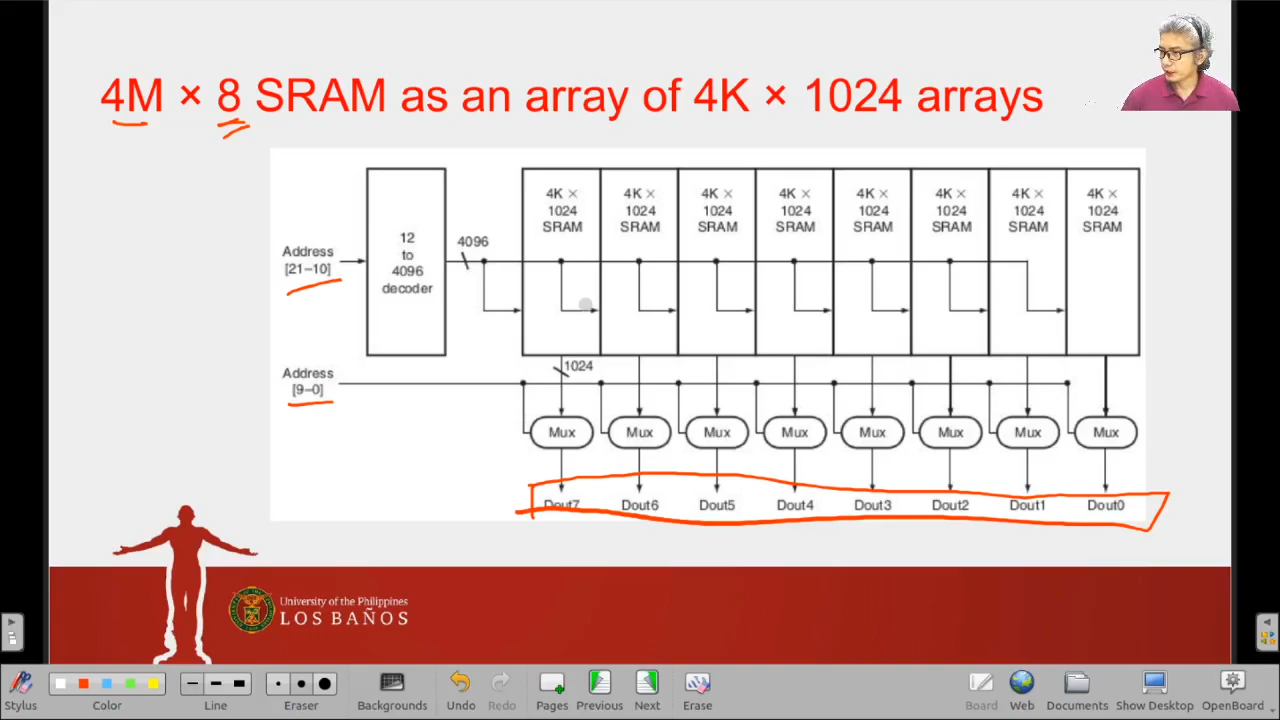 4M × 8 SRAM as an array of 4K × 1024 arrays
4K × 4K × 4K × 4K × 4K × 4K × 4K × 4K ×
1024 1024 1024 1024 1024 1024 1024 1024
SRAM SRAM SRAM SRAM SRAM SRAM SRAM SRAM
12
to
4096
decoder
4096
Address
[21–10]
1024
Address
[9–0]
Mux Mux Mux Mux Mux Mux Mux Mux
Dout7 Dout6 Dout5 Dout4 Dout3 Dout2 Dout1 Dout0
University of the Philippines
LOS BAÑOS
Stylus Color Line Eraser Backgrounds Undo Redo Pages Previous Next Erase Board Web Documents Show Desktop OpenBoard